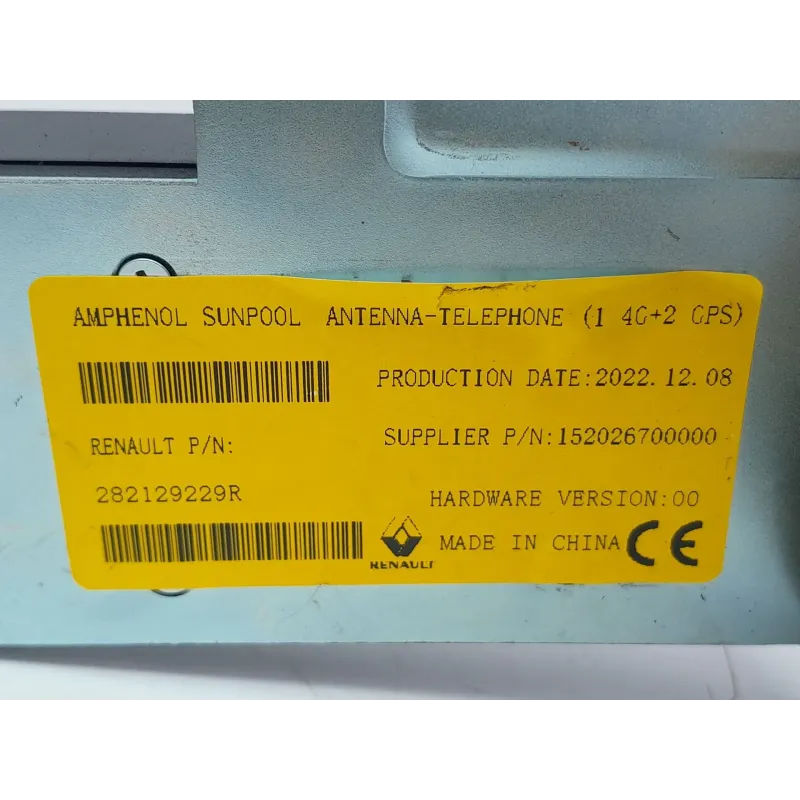 AMPHENOL SUNPOOL ANTENNA-TELEPHONE (1 4G+2 GPS)
PRODUCTION DATE:2022.12.08
RENAULT P/N:
SUPPLIER P/N:152026700000
282129229R
HARDWARE VERSION:00
RENAULT
MADE IN CHINA CE